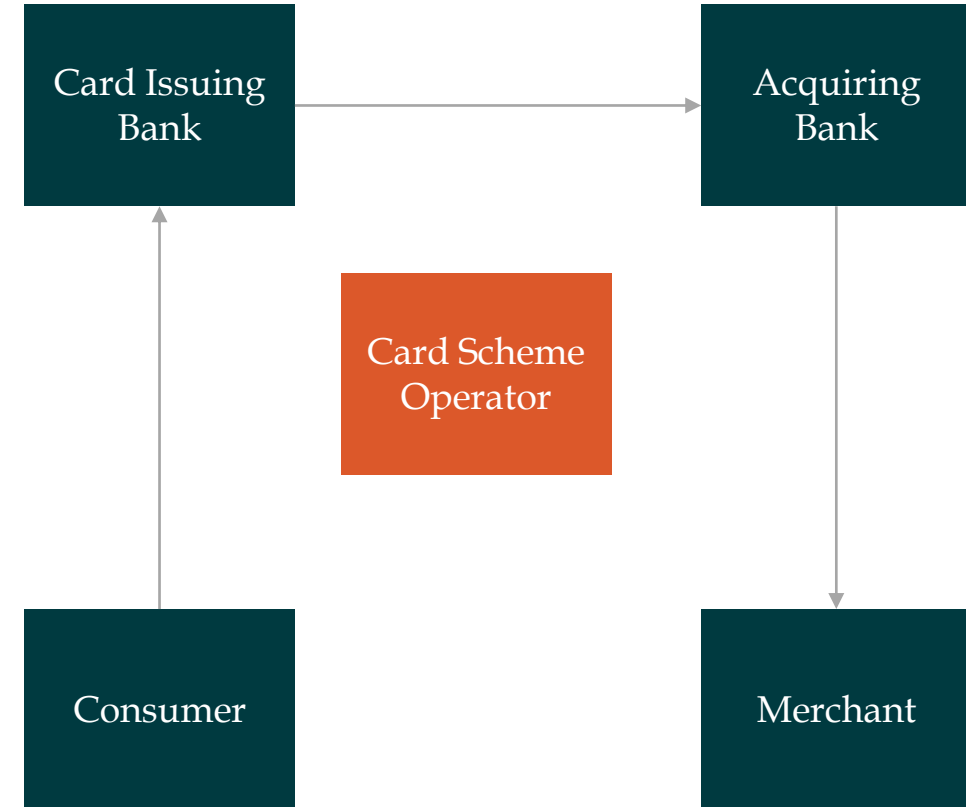 Card Issuing
Bank
Acquiring
Bank
Card Scheme
Operator
Consumer
Merchant